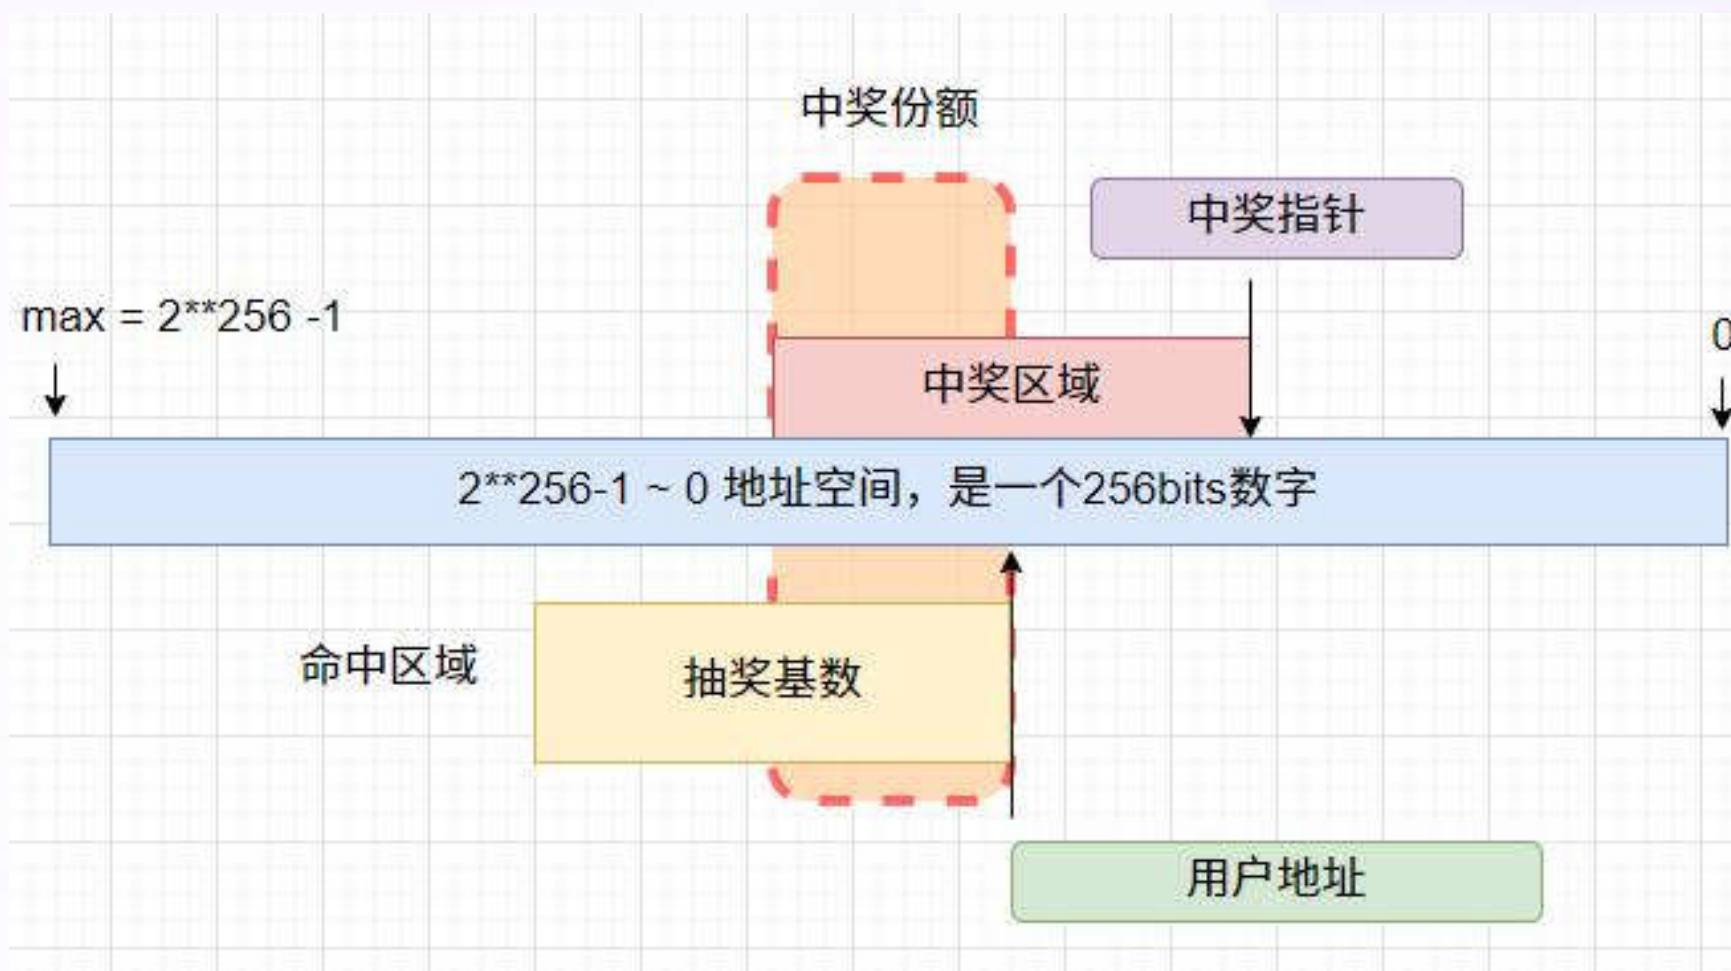 中奖份额
中奖指针
max = 2**256 -1
0
中奖区域
2**256-1 ~ 0 地址空间，是一个256bits数字
命中区域
抽奖基数
用户地址